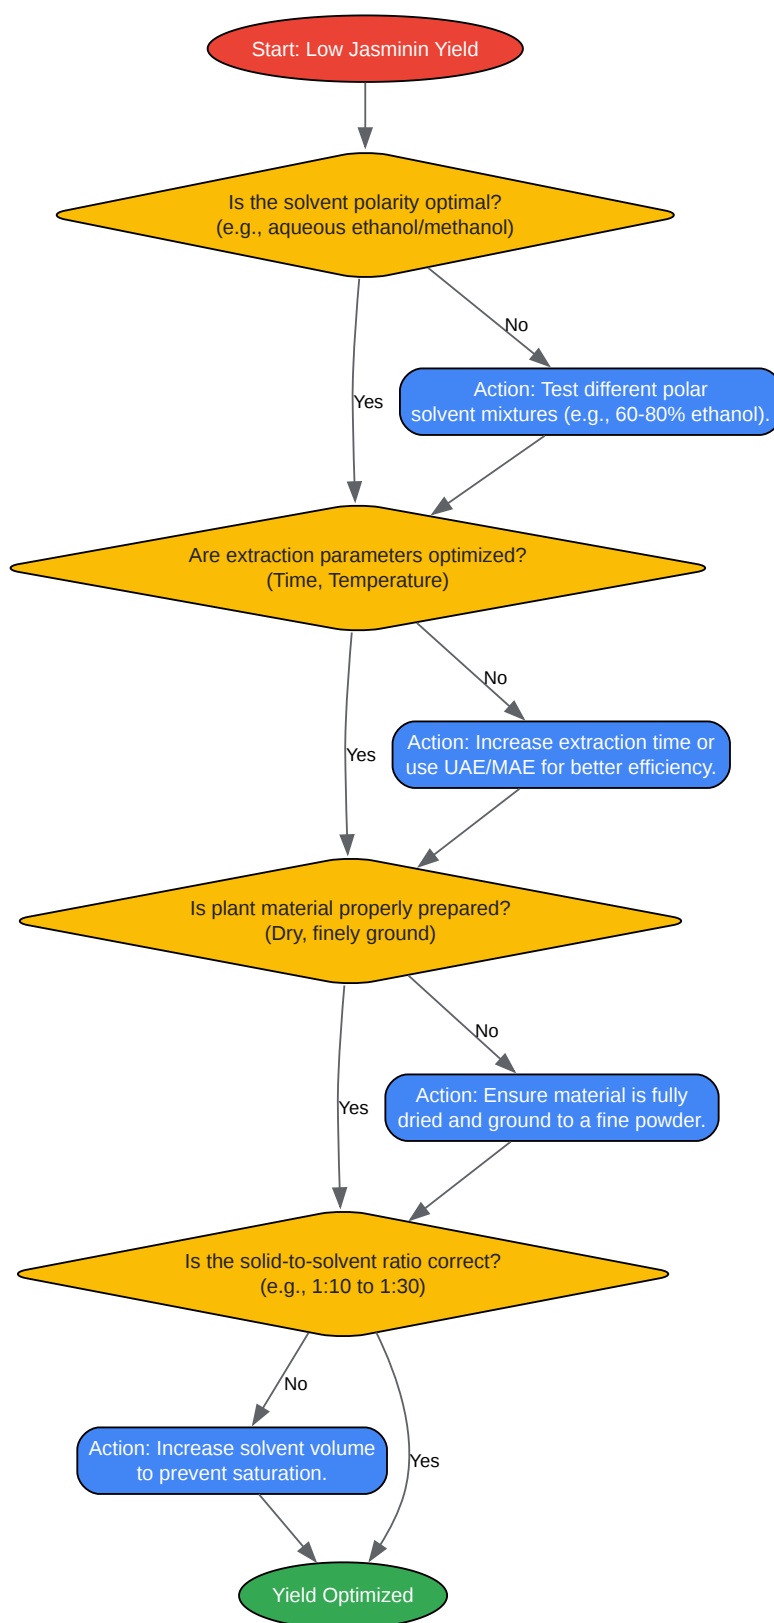 Start: Low Jasminin Yield
Is the solvent polarity optimal?
(e.g., aqueous ethanol/methanol)
No
Action: Test different polar
solvent mixtures (e.g., 60-80% ethanol).
Yes
Are extraction parameters optimized?
(Time, Temperature)
No
Action: Increase extraction time or
use UAE/MAE for better efficiency.
Yes
Is plant material properly prepared?
(Dry, finely ground)
No
Action: Ensure material is fully
dried and ground to a fine powder.
Yes
Is the solid-to-solvent ratio correct?
(e.g., 1:10 to 1:30)
No
Action: Increase solvent volume
to prevent saturation.
Yes
Yield Optimized